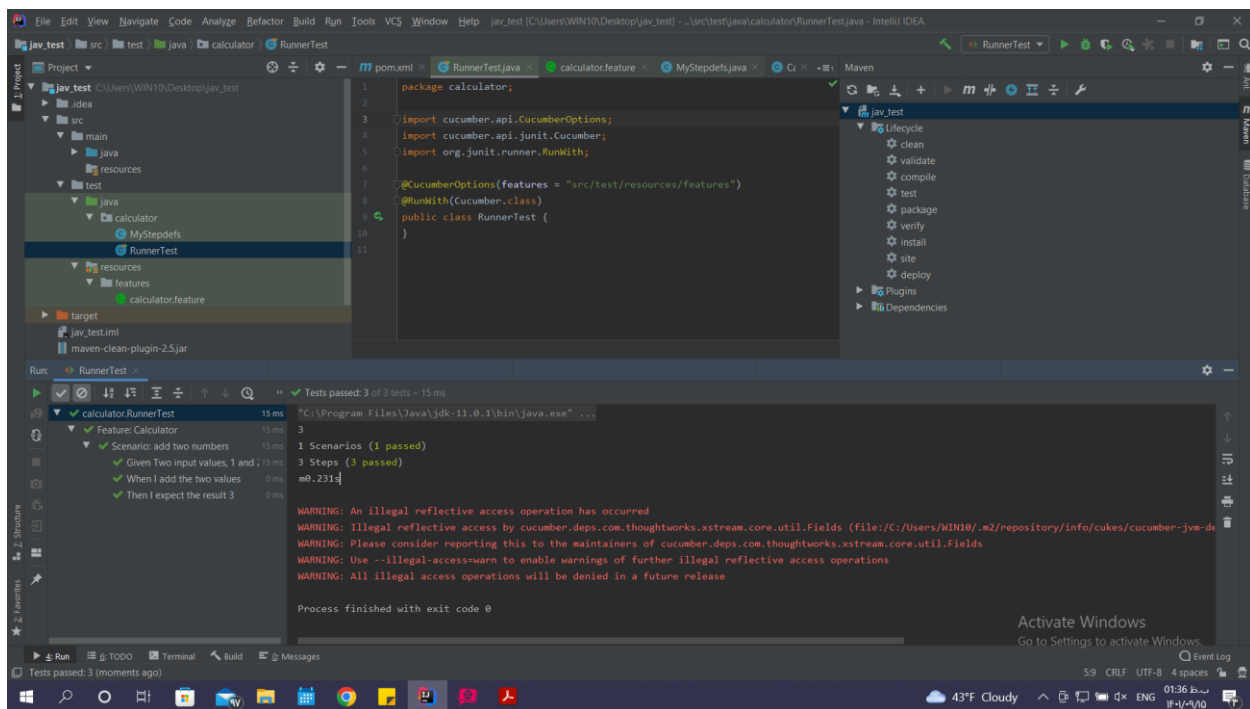 File Edit View Navigate Code Analyze Refactor Build Run Tools VCS Window Help jav_test [C:\Users\WIN10\Desktop\jav_test] - ...\src\test\java\calculator\RunnerTest.java - IntelliJ IDEA
jav_test src test java calculator RunnerTest
RunnerTest
1: Project
Project
jav_test C:\Users\WIN10\Desktop\jav_test
.idea
src
main
java
resources
test
java
calculator
MyStepdefs
RunnerTest
resources
features
calculator.feature
target
jav_test.iml
maven-clean-plugin-2.5.jar
pom.xml RunnerTest.java calculator.feature MyStepdefs.java
1 package calculator;
2
3 import cucumber.api.CucumberOptions;
4 import cucumber.api.junit.Cucumber;
5 import org.junit.runner.RunWith;
6
7 @CucumberOptions(features = "src/test/resources/features")
8 @RunWith(Cucumber.class)
9 public class RunnerTest {
10 }
11
Maven
jav_test
Lifecycle
clean
validate
compile
test
package
verify
install
site
deploy
Plugins
Dependencies
Ant
Maven
Database
Run: RunnerTest
Tests passed: 3 of 3 tests – 15 ms
calculator.RunnerTest 15 ms
Feature: Calculator 15 ms
Scenario: add two numbers 15 ms
Given Two input values, 1 and 15 ms
When I add the two values 0 ms
Then I expect the result 3 0 ms
"C:\Program Files\Java\jdk-11.0.1\bin\java.exe" ...
3
1 Scenarios (1 passed)
3 Steps (3 passed)
m0.231s
WARNING: An illegal reflective access operation has occurred
WARNING: Illegal reflective access by cucumber.deps.com.thoughtworks.xstream.core.util.Fields (file:/C:/Users/WIN10/.m2/repository/info/cukes/cucumber-jvm-de
WARNING: Please consider reporting this to the maintainers of cucumber.deps.com.thoughtworks.xstream.core.util.Fields
WARNING: Use --illegal-access=warn to enable warnings of further illegal reflective access operations
WARNING: All illegal access operations will be denied in a future release
Process finished with exit code 0
Activate Windows
Go to Settings to activate Windows.
Z: Structure
2: Favorites
4: Run 6: TODO Terminal Build 0: Messages
Event Log
Tests passed: 3 (moments ago)
5:9 CRLF UTF-8 4 spaces
43°F Cloudy
ENG
01:36 ب.ظ
۱۴۰۱/۰۹/۱۵